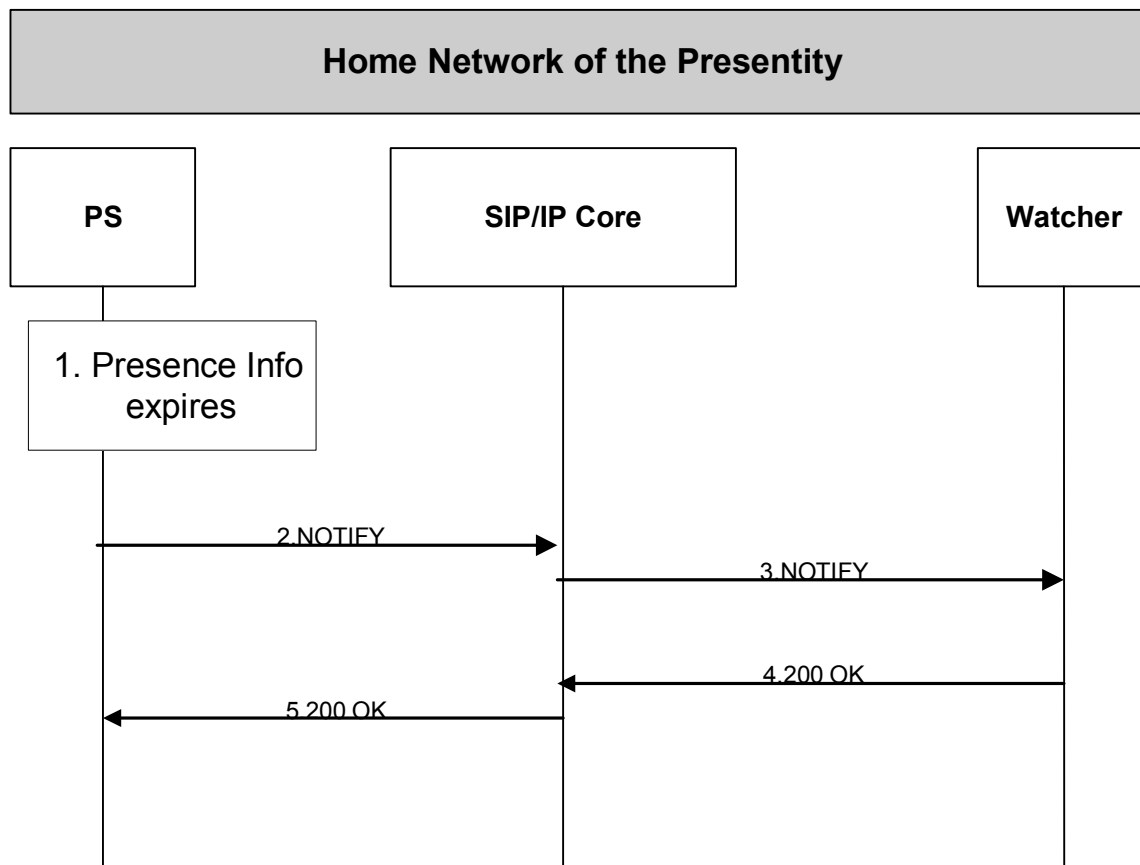 Home Network of the Presentity
PS
SIP/IP Core
Watcher
1. Presence Info
expires
2.NOTIFY
3.NOTIFY
4.200 OK
5.200 OK